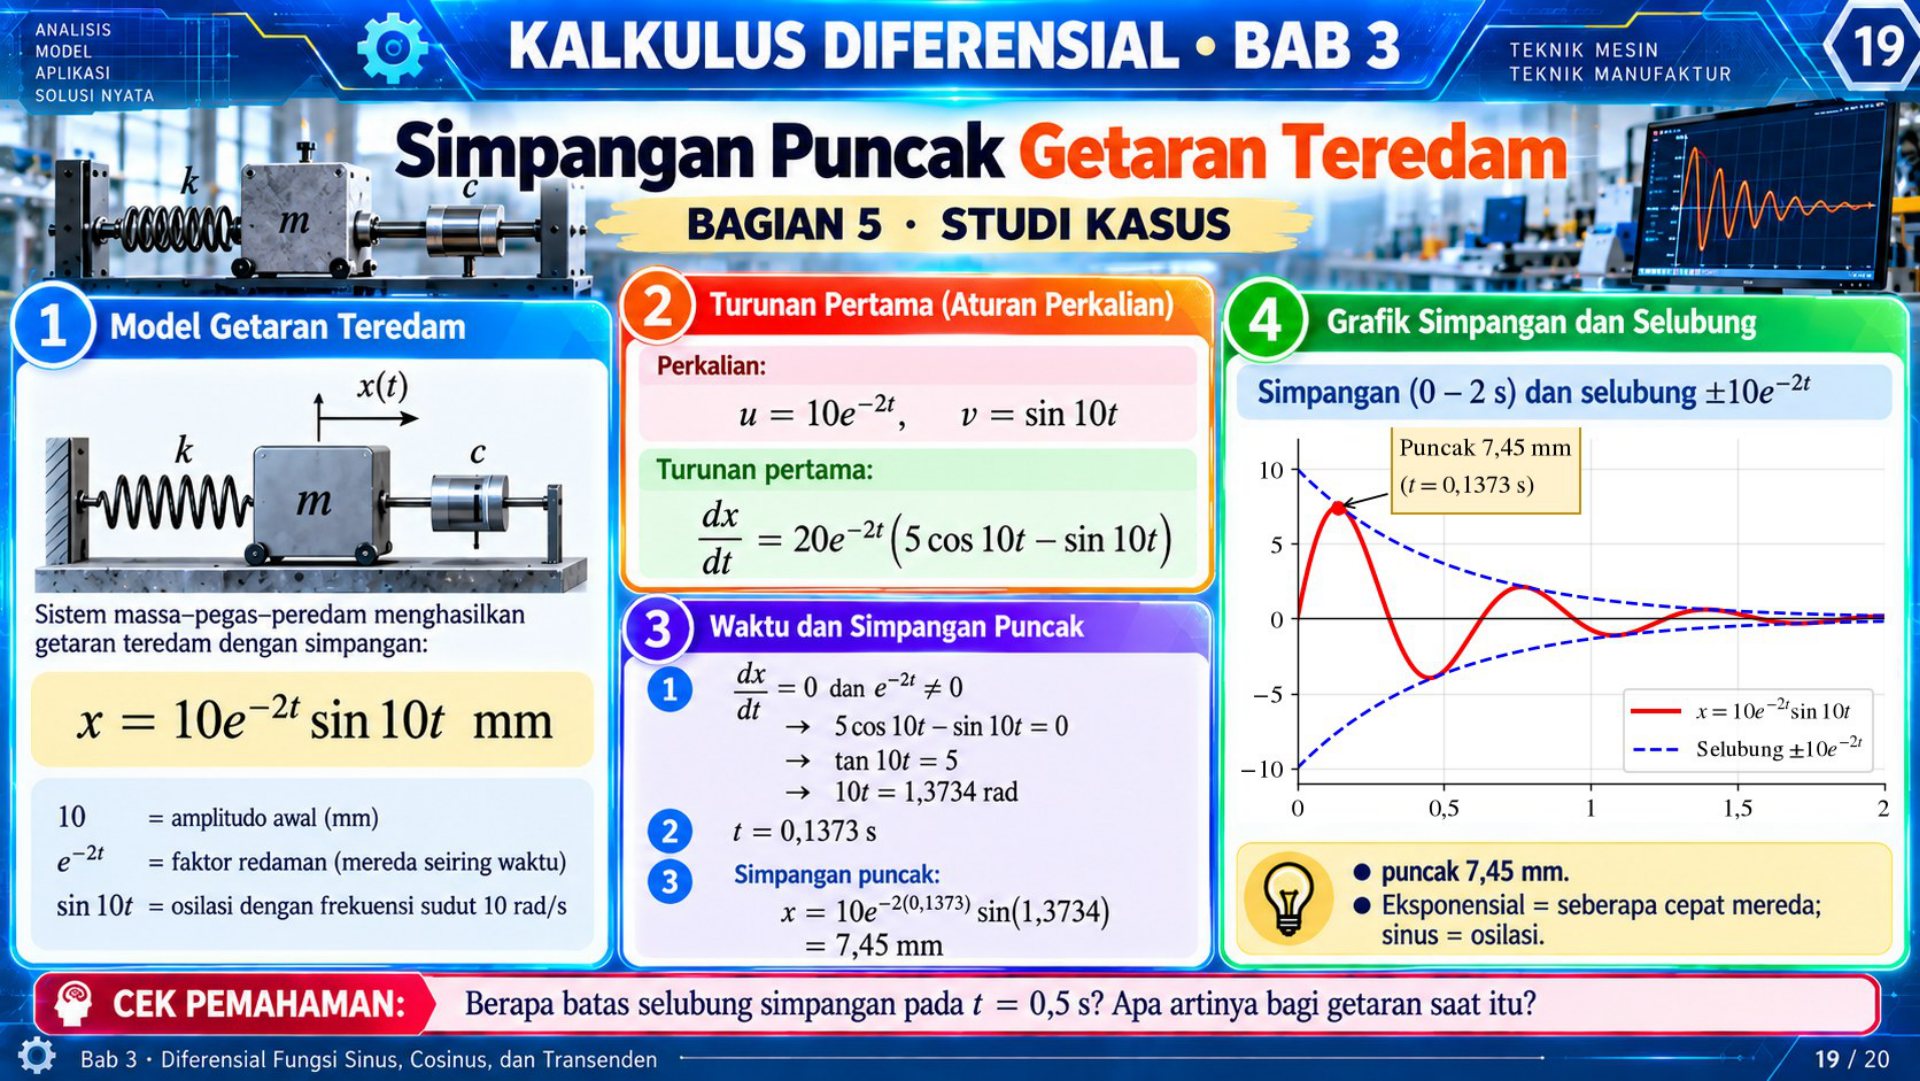 ANALISIS
MODEL
APLIKASI
SOLUSI NYATA
KALKULUS DIFERENSIAL • BAB 3
TEKNIK MESIN
TEKNIK MANUFAKTUR
19
Simpangan Puncak Getaran Teredam
BAGIAN 5 · STUDI KASUS
k
m
c
1 Model Getaran Teredam
x(t)
k
m
c
Sistem massa–pegas–peredam menghasilkan
getaran teredam dengan simpangan:
x = 10e^{−2t} sin 10t mm
10 = amplitudo awal (mm)
e^{−2t} = faktor redaman (mereda seiring waktu)
sin 10t = osilasi dengan frekuensi sudut 10 rad/s
2 Turunan Pertama (Aturan Perkalian)
Perkalian:
u = 10e^{−2t}, v = sin 10t
Turunan pertama:
dx/dt = 20e^{−2t} (5 cos 10t − sin 10t)
3 Waktu dan Simpangan Puncak
1 dx/dt = 0 dan e^{−2t} ≠ 0
→ 5 cos 10t − sin 10t = 0
→ tan 10t = 5
→ 10t = 1,3734 rad
2 t = 0,1373 s
3 Simpangan puncak:
x = 10e^{−2(0,1373)} sin(1,3734)
= 7,45 mm
4 Grafik Simpangan dan Selubung
Simpangan (0 – 2 s) dan selubung ±10e^{−2t}
Puncak 7,45 mm
(t = 0,1373 s)
10
5
0
−5
−10
0 0,5 1 1,5 2
x = 10e^{−2t} sin 10t
Selubung ±10e^{−2t}
● puncak 7,45 mm.
● Eksponensial = seberapa cepat mereda;
sinus = osilasi.
CEK PEMAHAMAN: Berapa batas selubung simpangan pada t = 0,5 s? Apa artinya bagi getaran saat itu?
Bab 3 · Diferensial Fungsi Sinus, Cosinus, dan Transenden
19 / 20